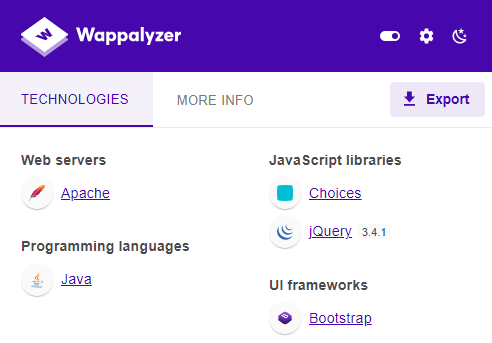 Wappalyzer
TECHNOLOGIES
MORE INFO
Export
Web servers
Apache
Programming languages
Java
JavaScript libraries
Choices
jQuery 3.4.1
UI frameworks
Bootstrap